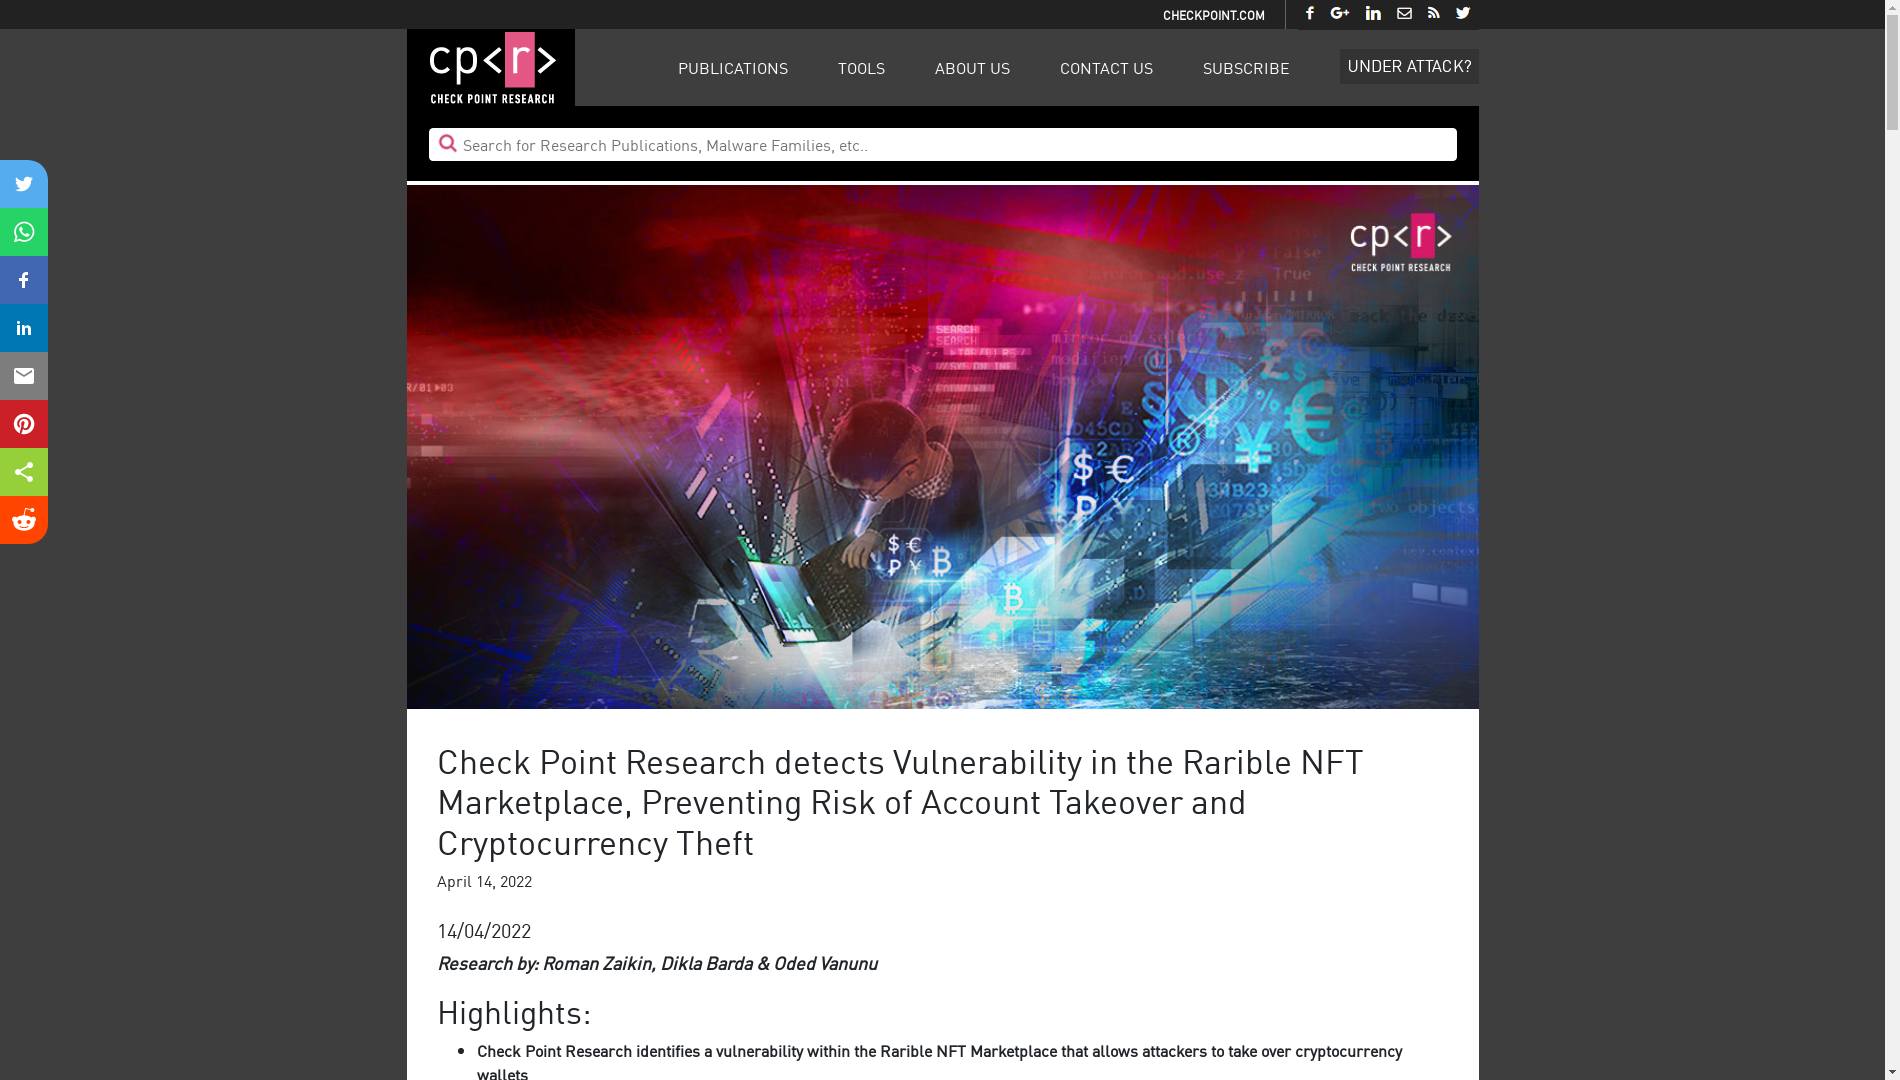 CHECKPOINT.COM
cp<r>
CHECK POINT RESEARCH
PUBLICATIONS
TOOLS
ABOUT US
CONTACT US
SUBSCRIBE
UNDER ATTACK?
Search for Research Publications, Malware Families, etc..
cp<r>
CHECK POINT RESEARCH
SEARCH
SEARCH
Check Point Research detects Vulnerability in the Rarible NFT
Marketplace, Preventing Risk of Account Takeover and
Cryptocurrency Theft
April 14, 2022
14/04/2022
Research by: Roman Zaikin, Dikla Barda & Oded Vanunu
Highlights:
• Check Point Research identifies a vulnerability within the Rarible NFT Marketplace that allows attackers to take over cryptocurrency
wallets